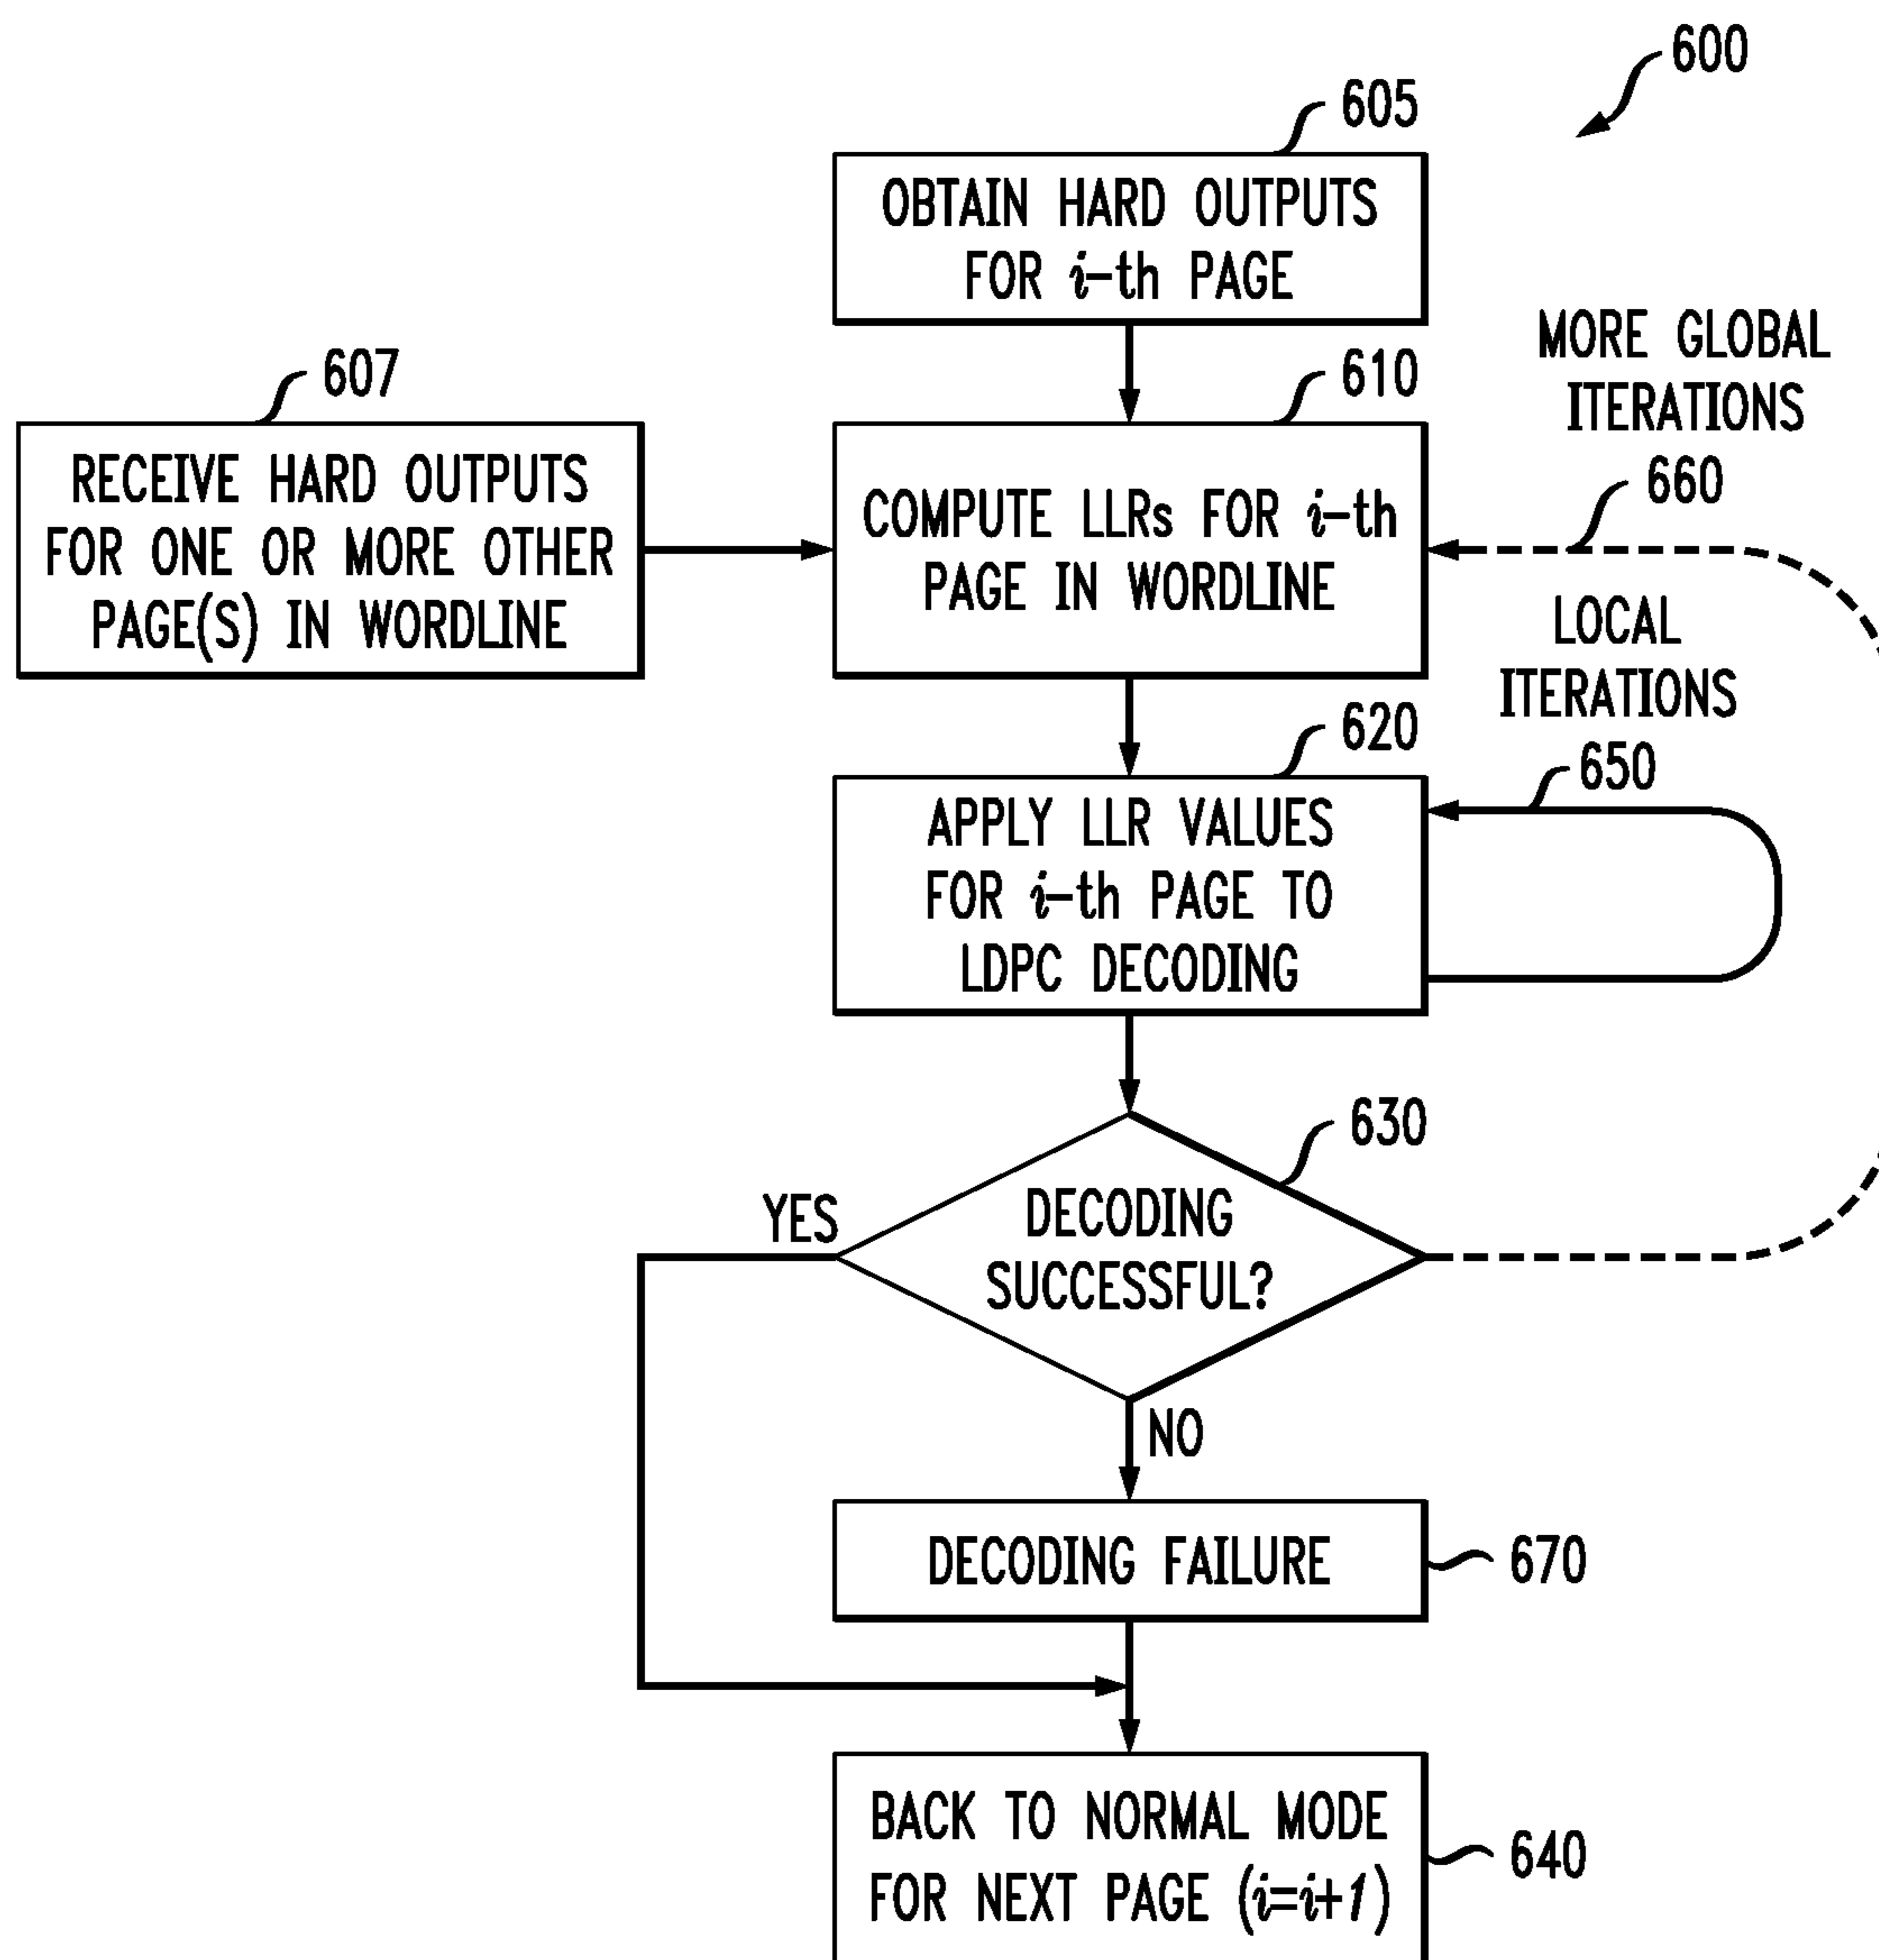 600
605
OBTAIN HARD OUTPUTS
FOR i-th PAGE
MORE GLOBAL
ITERATIONS
660
607
RECEIVE HARD OUTPUTS
FOR ONE OR MORE OTHER
PAGE(S) IN WORDLINE
610
COMPUTE LLRs FOR i-th
PAGE IN WORDLINE
LOCAL
ITERATIONS
650
620
APPLY LLR VALUES
FOR i-th PAGE TO
LDPC DECODING
630
DECODING
SUCCESSFUL?
YES
NO
DECODING FAILURE
670
BACK TO NORMAL MODE
FOR NEXT PAGE (i=i+1)
640